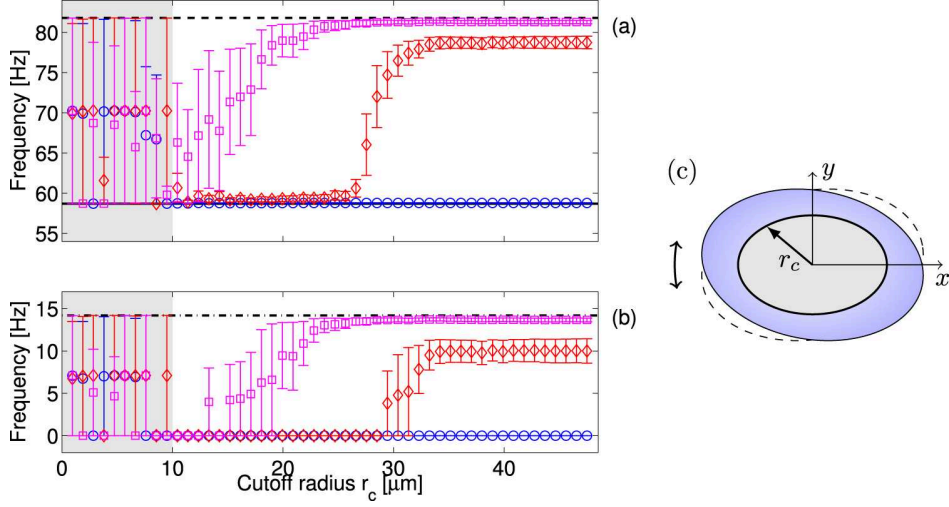 80
75
70
65
60
55
Frequency [Hz]
(a)
15
10
5
0
Frequency [Hz]
(b)
0 10 20 30 40
Cutoff radius r_c [μm]
(c)
y
r_c
x